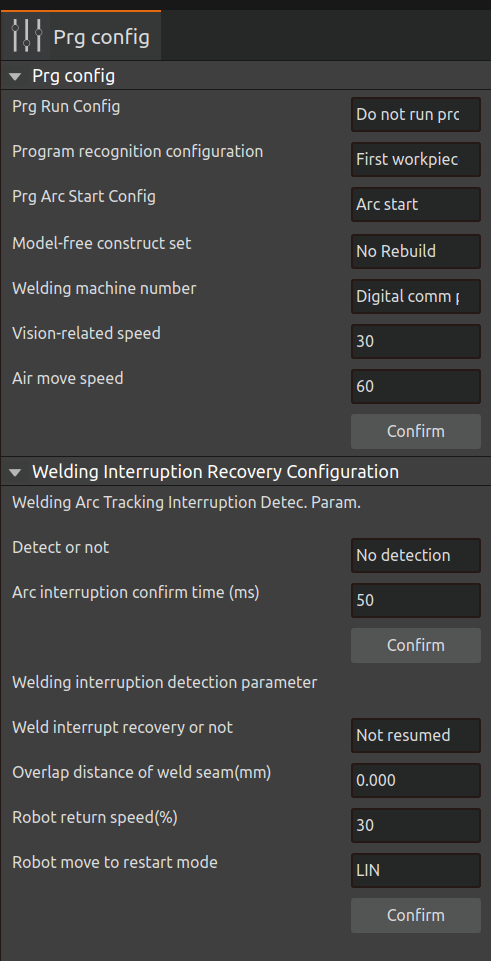 Prg config
Prg config
Prg Run Config
Do not run prc
Program recognition configuration
First workpiec
Prg Arc Start Config
Arc start
Model-free construct set
No Rebuild
Welding machine number
Digital comm p
Vision-related speed
30
Air move speed
60
Confirm
Welding Interruption Recovery Configuration
Welding Arc Tracking Interruption Detec. Param.
Detect or not
No detection
Arc interruption confirm time (ms)
50
Confirm
Welding interruption detection parameter
Weld interrupt recovery or not
Not resumed
Overlap distance of weld seam(mm)
0.000
Robot return speed(%)
30
Robot move to restart mode
LIN
Confirm